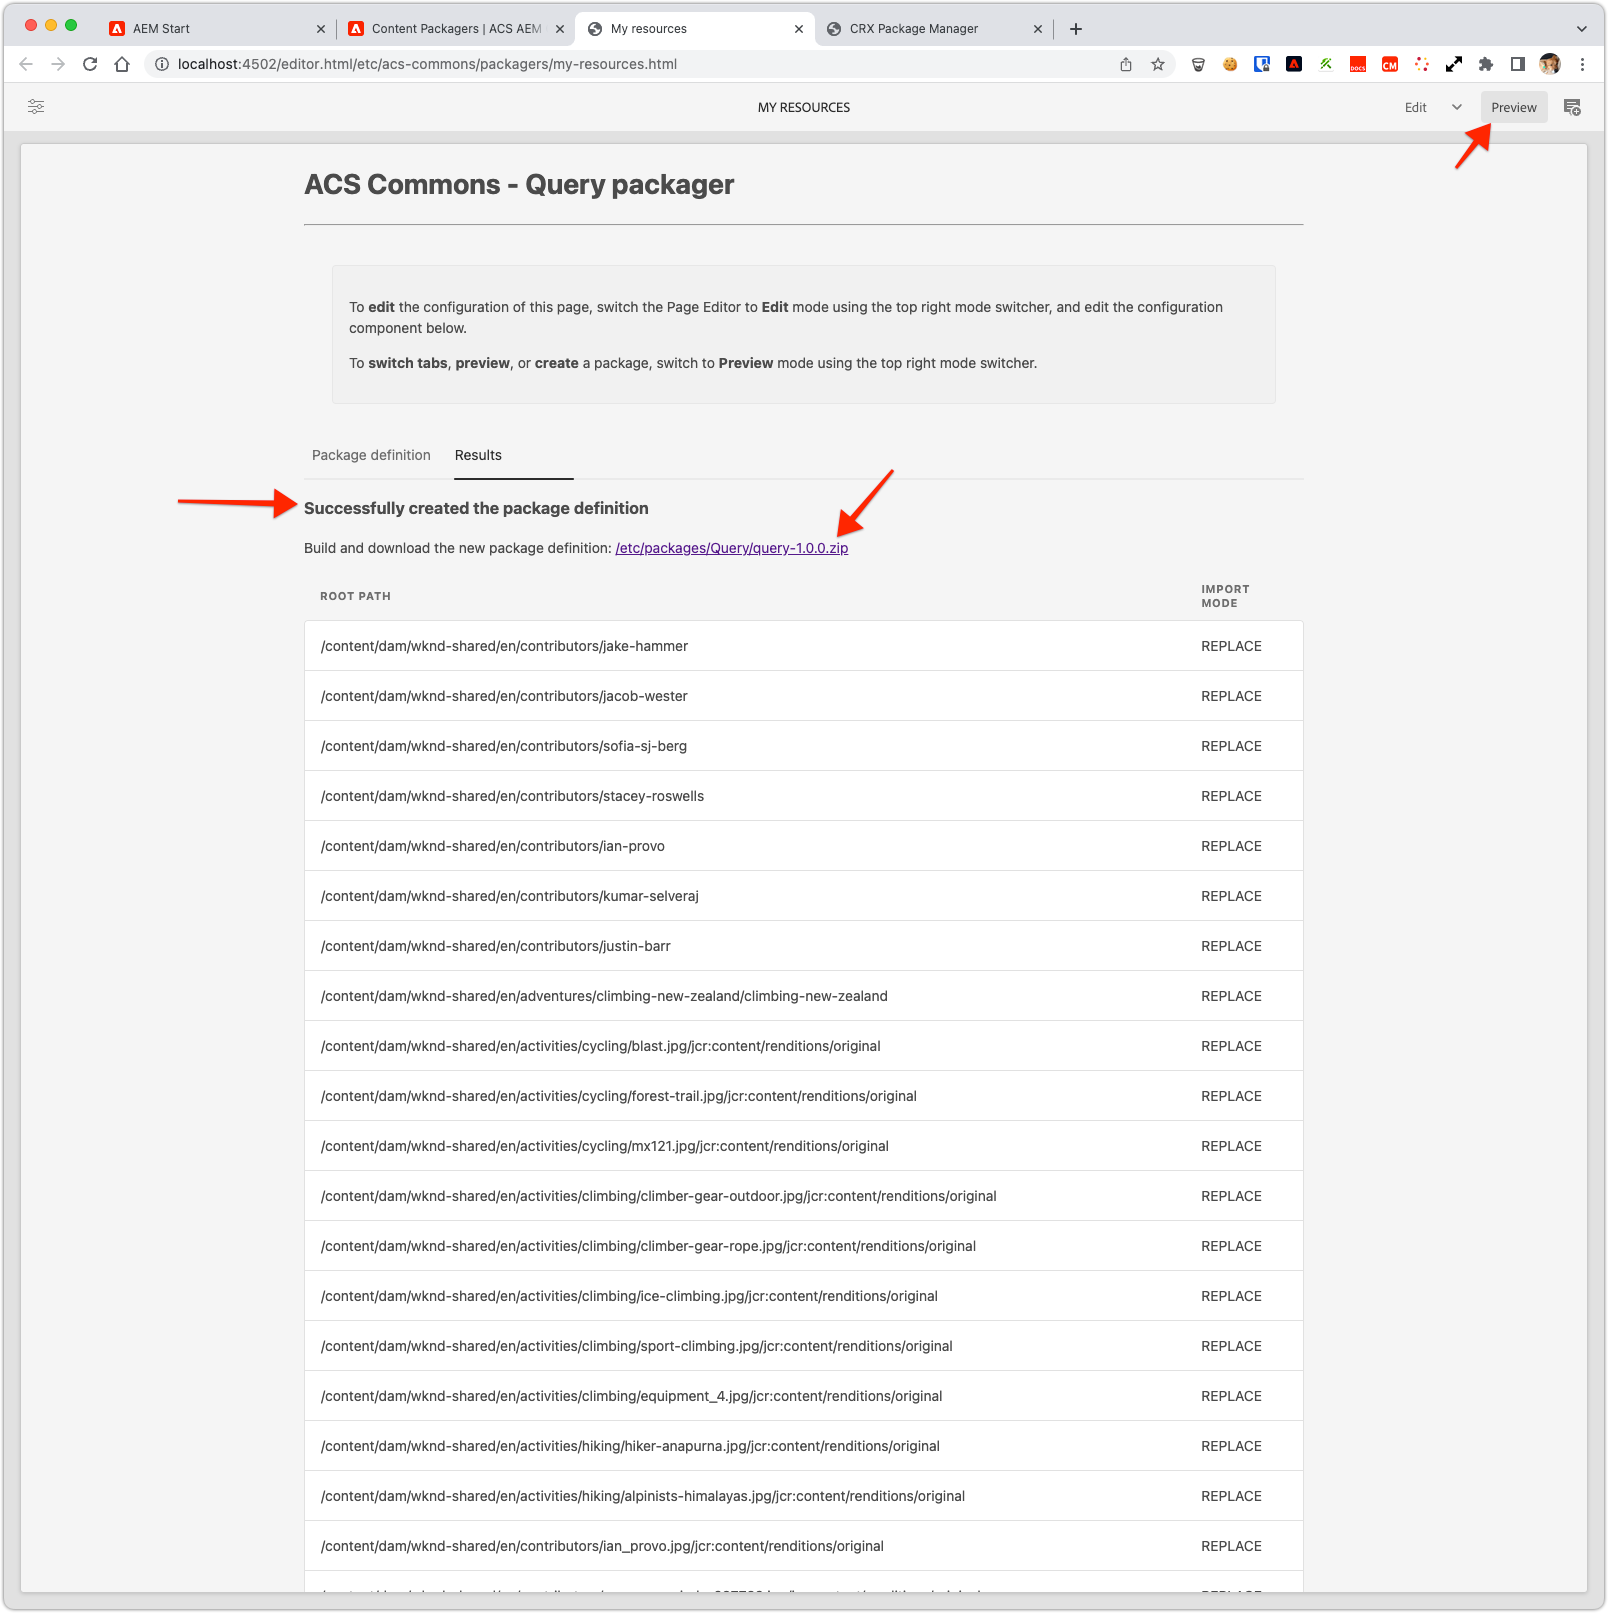 AEM Start
Content Packagers | ACS AEM
My resources
CRX Package Manager
localhost:4502/editor.html/etc/acs-commons/packagers/my-resources.html
DOCS
CM
MY RESOURCES
Edit
Preview
ACS Commons - Query packager
To edit the configuration of this page, switch the Page Editor to Edit mode using the top right mode switcher, and edit the configuration
component below.
To switch tabs, preview, or create a package, switch to Preview mode using the top right mode switcher.
Package definition
Results
Successfully created the package definition
Build and download the new package definition: /etc/packages/Query/query-1.0.0.zip
ROOT PATH
IMPORT
MODE
/content/dam/wknd-shared/en/contributors/jake-hammer REPLACE
/content/dam/wknd-shared/en/contributors/jacob-wester REPLACE
/content/dam/wknd-shared/en/contributors/sofia-sj-berg REPLACE
/content/dam/wknd-shared/en/contributors/stacey-roswells REPLACE
/content/dam/wknd-shared/en/contributors/ian-provo REPLACE
/content/dam/wknd-shared/en/contributors/kumar-selveraj REPLACE
/content/dam/wknd-shared/en/contributors/justin-barr REPLACE
/content/dam/wknd-shared/en/adventures/climbing-new-zealand/climbing-new-zealand REPLACE
/content/dam/wknd-shared/en/activities/cycling/blast.jpg/jcr:content/renditions/original REPLACE
/content/dam/wknd-shared/en/activities/cycling/forest-trail.jpg/jcr:content/renditions/original REPLACE
/content/dam/wknd-shared/en/activities/cycling/mx121.jpg/jcr:content/renditions/original REPLACE
/content/dam/wknd-shared/en/activities/climbing/climber-gear-outdoor.jpg/jcr:content/renditions/original REPLACE
/content/dam/wknd-shared/en/activities/climbing/climber-gear-rope.jpg/jcr:content/renditions/original REPLACE
/content/dam/wknd-shared/en/activities/climbing/ice-climbing.jpg/jcr:content/renditions/original REPLACE
/content/dam/wknd-shared/en/activities/climbing/sport-climbing.jpg/jcr:content/renditions/original REPLACE
/content/dam/wknd-shared/en/activities/climbing/equipment_4.jpg/jcr:content/renditions/original REPLACE
/content/dam/wknd-shared/en/activities/hiking/hiker-anapurna.jpg/jcr:content/renditions/original REPLACE
/content/dam/wknd-shared/en/activities/hiking/alpinists-himalayas.jpg/jcr:content/renditions/original REPLACE
/content/dam/wknd-shared/en/contributors/ian_provo.jpg/jcr:content/renditions/original REPLACE